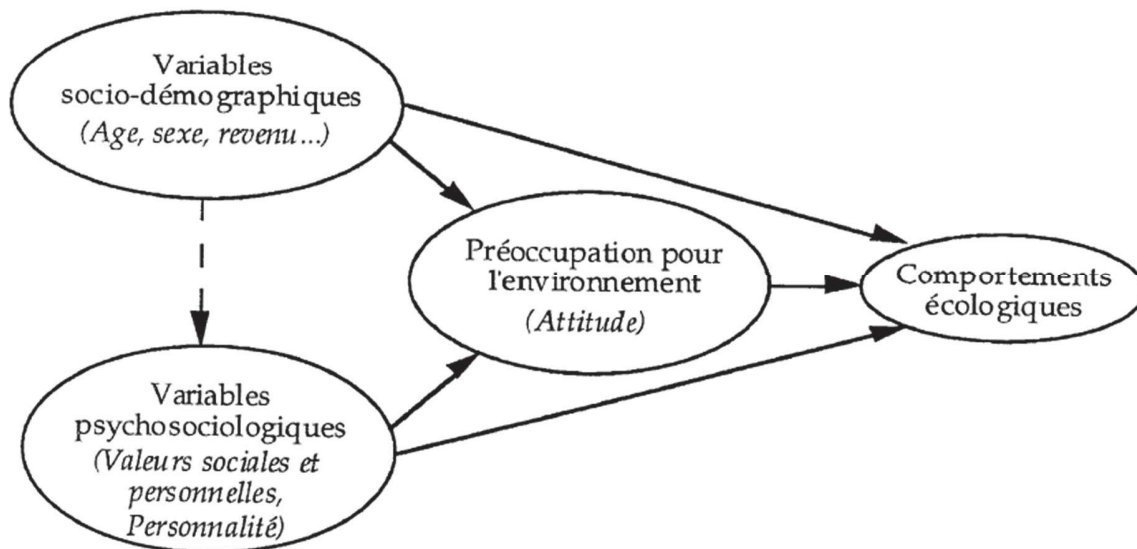 Variables
socio-démographiques
(Age, sexe, revenu...)
Préoccupation pour
l'environnement
(Attitude)
Comportements
écologiques
Variables
psychosociologiques
(Valeurs sociales et
personnelles,
Personnalité)